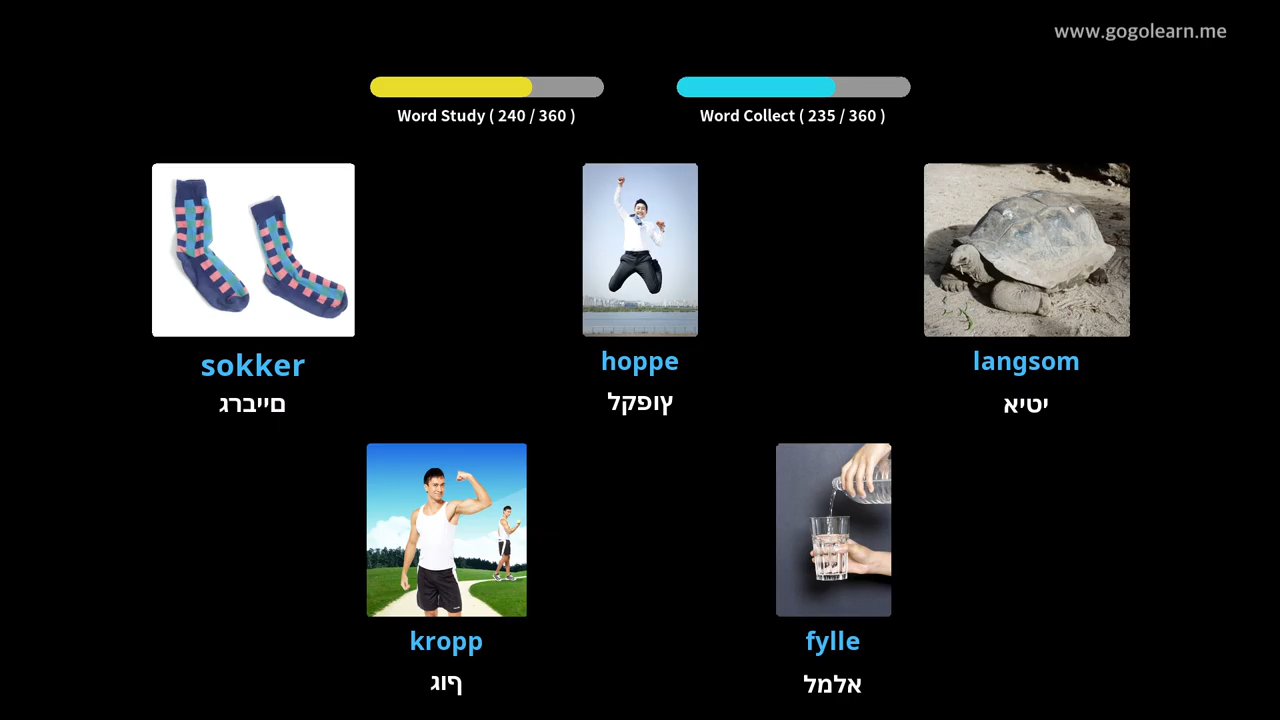 www.gogolearn.me
Word Study ( 240 / 360 )
Word Collect ( 235 / 360 )
sokker
םייברג
hoppe
ץופקל
langsom
יטיא
kropp
ףוג
fylle
אלמל